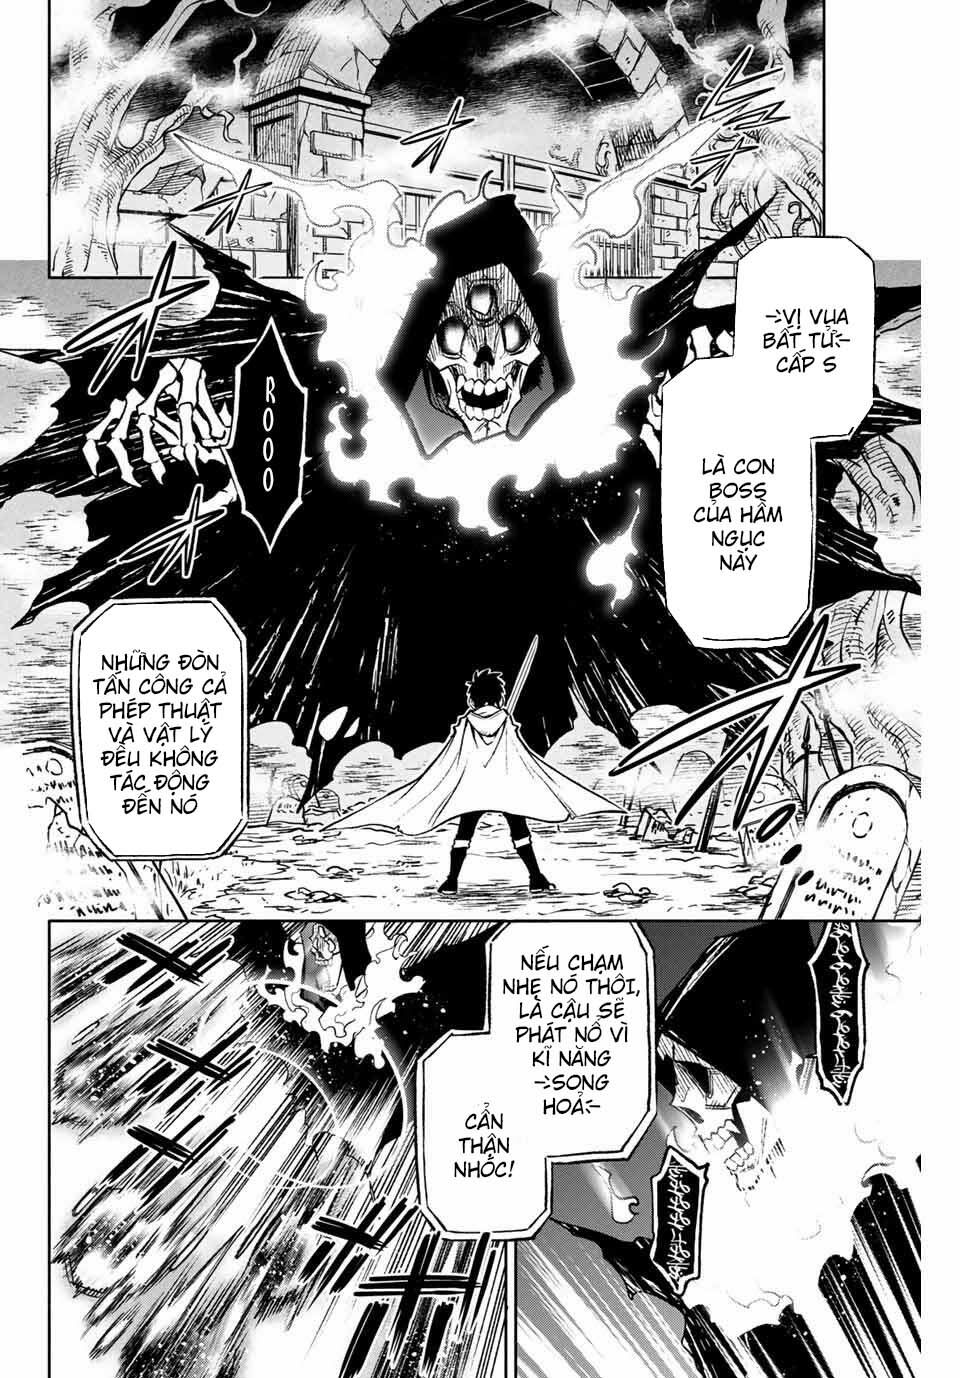 -»VỊ VUA
BẤT TỬ«-
CẤP S
LÀ CON
BOSS
CỦA HẦM
NGỤC
NÀY
ROOO
NHỮNG ĐÒN
TẤN CÔNG CẢ
PHÉP THUẬT
VÀ VẬT LÝ
ĐỀU KHÔNG
TÁC ĐỘNG
ĐẾN NÓ
NẾU CHẠM
NHẸ NÓ THÔI,
LÀ CẬU SẼ
PHÁT NỔ VÌ
KĨ NĂNG
-»SONG
HOẢ«-
CẨN
THẬN
NHÓC!